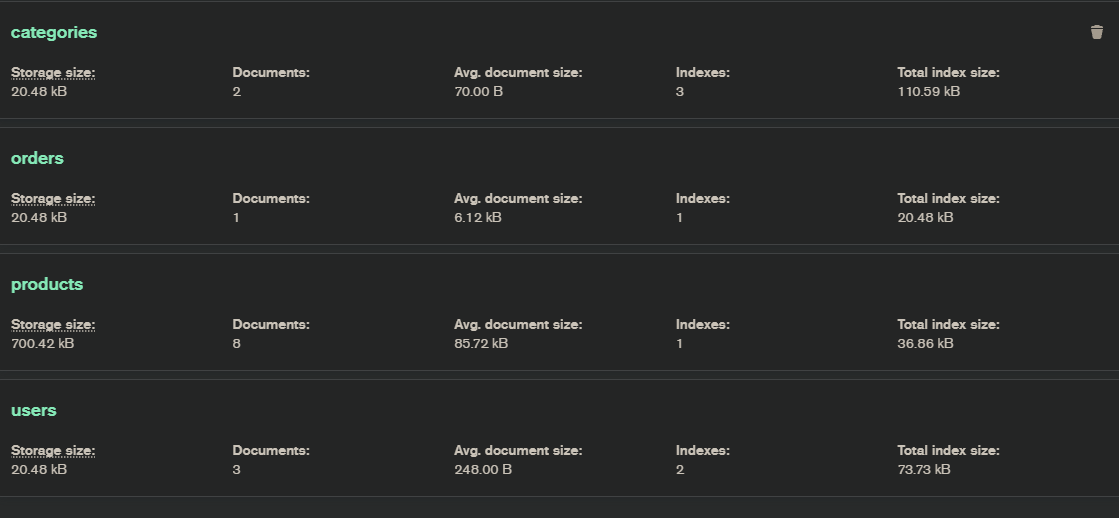 categories
Storage size: Documents: Avg. document size: Indexes: Total index size:
20.48 kB 2 70.00 B 3 110.59 kB
orders
Storage size: Documents: Avg. document size: Indexes: Total index size:
20.48 kB 1 6.12 kB 1 20.48 kB
products
Storage size: Documents: Avg. document size: Indexes: Total index size:
700.42 kB 8 85.72 kB 1 36.86 kB
users
Storage size: Documents: Avg. document size: Indexes: Total index size:
20.48 kB 3 248.00 B 2 73.73 kB